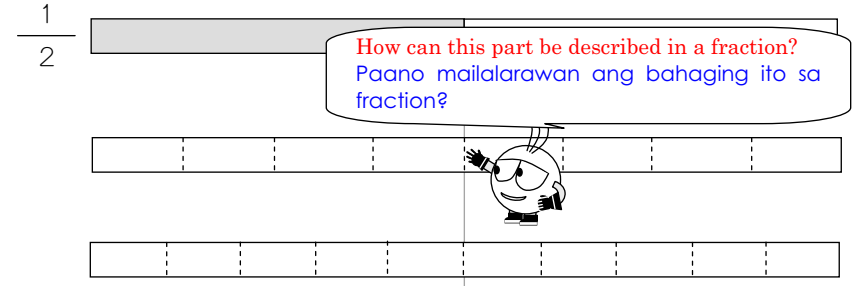 1
2
How can this part be described in a fraction?
Paano mailalarawan ang bahaging ito sa
fraction?